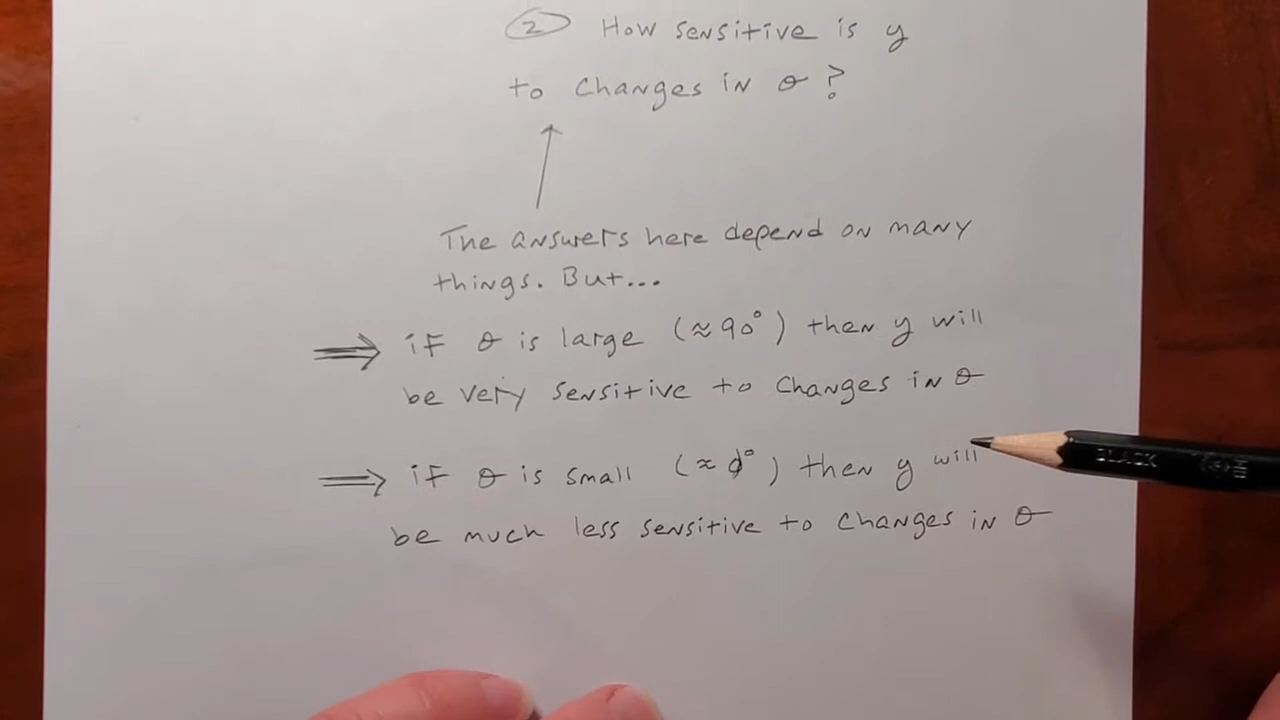 ② How sensitive is y
to changes in θ?
The answers here depend on many
things. But...
⇒ if θ is large (≈90°) then y will
be very sensitive to changes in θ
⇒ if θ is small (≈0°) then y will
be much less sensitive to changes in θ
BLACK